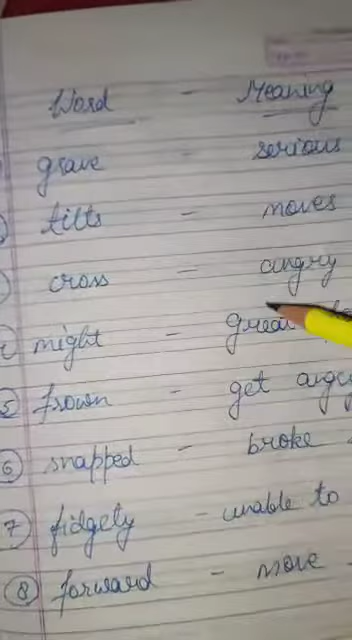 Word - Meaning
grave - serious
tilts - moves
cross - angry
might - great
⑤ frown - get angry
⑥ snapped - broke
⑦ fidgety - unable to
⑧ forward - move